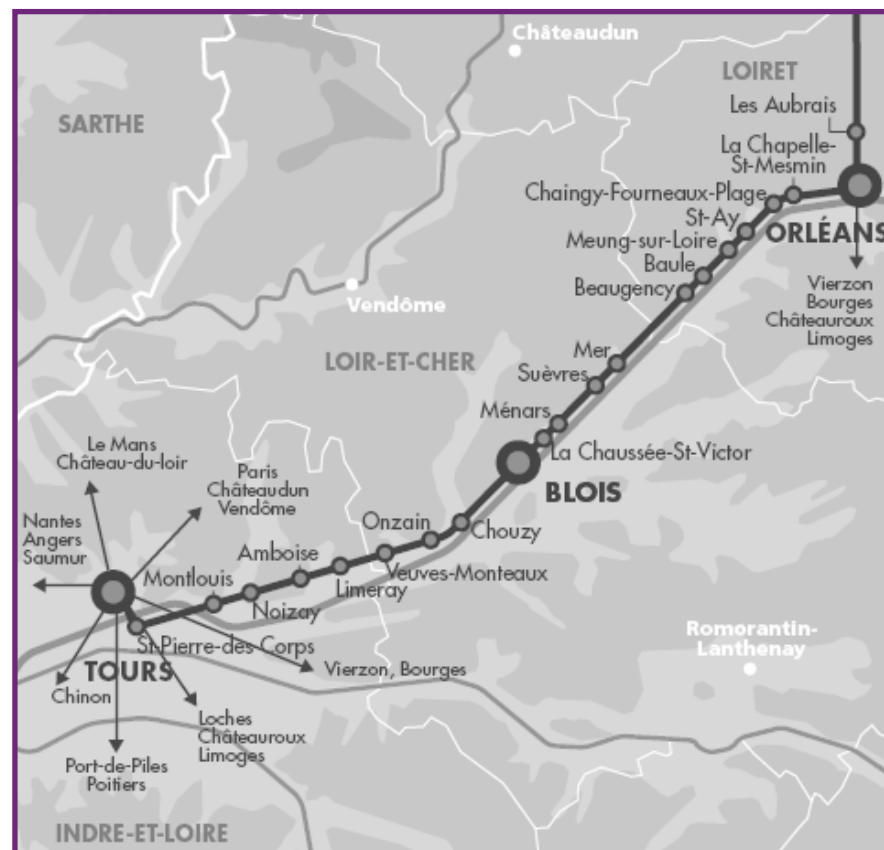 Châteaudun
LOIRET
SARTHE
Les Aubrais
La Chapelle-
St-Mesmin
Chaingy-Fourneaux-Plage
St-Ay
ORLÉANS
Meung-sur-Loire
Baule
Beaugency
Vierzon
Bourges
Châteauroux
Limoges
Vendôme
LOIR-ET-CHER
Mer
Suèvres
Ménars
La Chaussée-St-Victor
BLOIS
Le Mans
Château-du-loir
Paris
Châteaudun
Vendôme
Nantes
Angers
Saumur
Onzain
Chouzy
Amboise
Veuves-Monteaux
Montlouis
Limeray
Noizay
St-Pierre-des-Corps
TOURS
Romorantin-
Lanthenay
Vierzon, Bourges
Chinon
Loches
Châteauroux
Limoges
Port-de-Piles
Poitiers
INDRE-ET-LOIRE